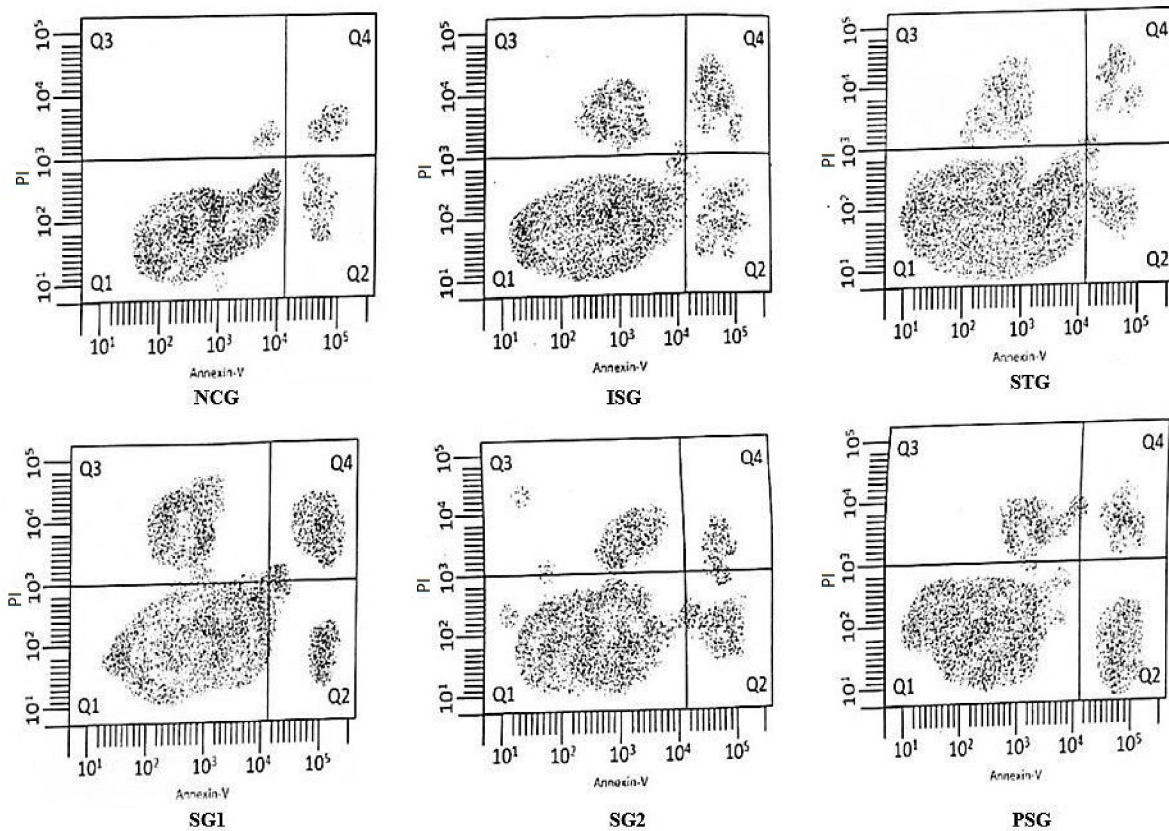 Q3 Q4
10⁵
10⁴
10³
10²
10¹
PI
Q1 Q2
10¹ 10² 10³ 10⁴ 10⁵
Annexin-V
NCG
Q3 Q4
10⁵
10⁴
10³
10²
10¹
PI
Q1 Q2
10¹ 10² 10³ 10⁴ 10⁵
Annexin-V
ISG
Q3 Q4
10⁵
10⁴
10³
10²
10¹
PI
Q1 Q2
10¹ 10² 10³ 10⁴ 10⁵
Annexin-V
STG
Q3 Q4
10⁵
10⁴
10³
10²
10¹
PI
Q1 Q2
10¹ 10² 10³ 10⁴ 10⁵
Annexin-V
SG1
Q3 Q4
10⁵
10⁴
10³
10²
10¹
PI
Q1 Q2
10¹ 10² 10³ 10⁴ 10⁵
Annexin-V
SG2
Q3 Q4
10⁵
10⁴
10³
10²
10¹
PI
Q1 Q2
10¹ 10² 10³ 10⁴ 10⁵
Annexin-V
PSG